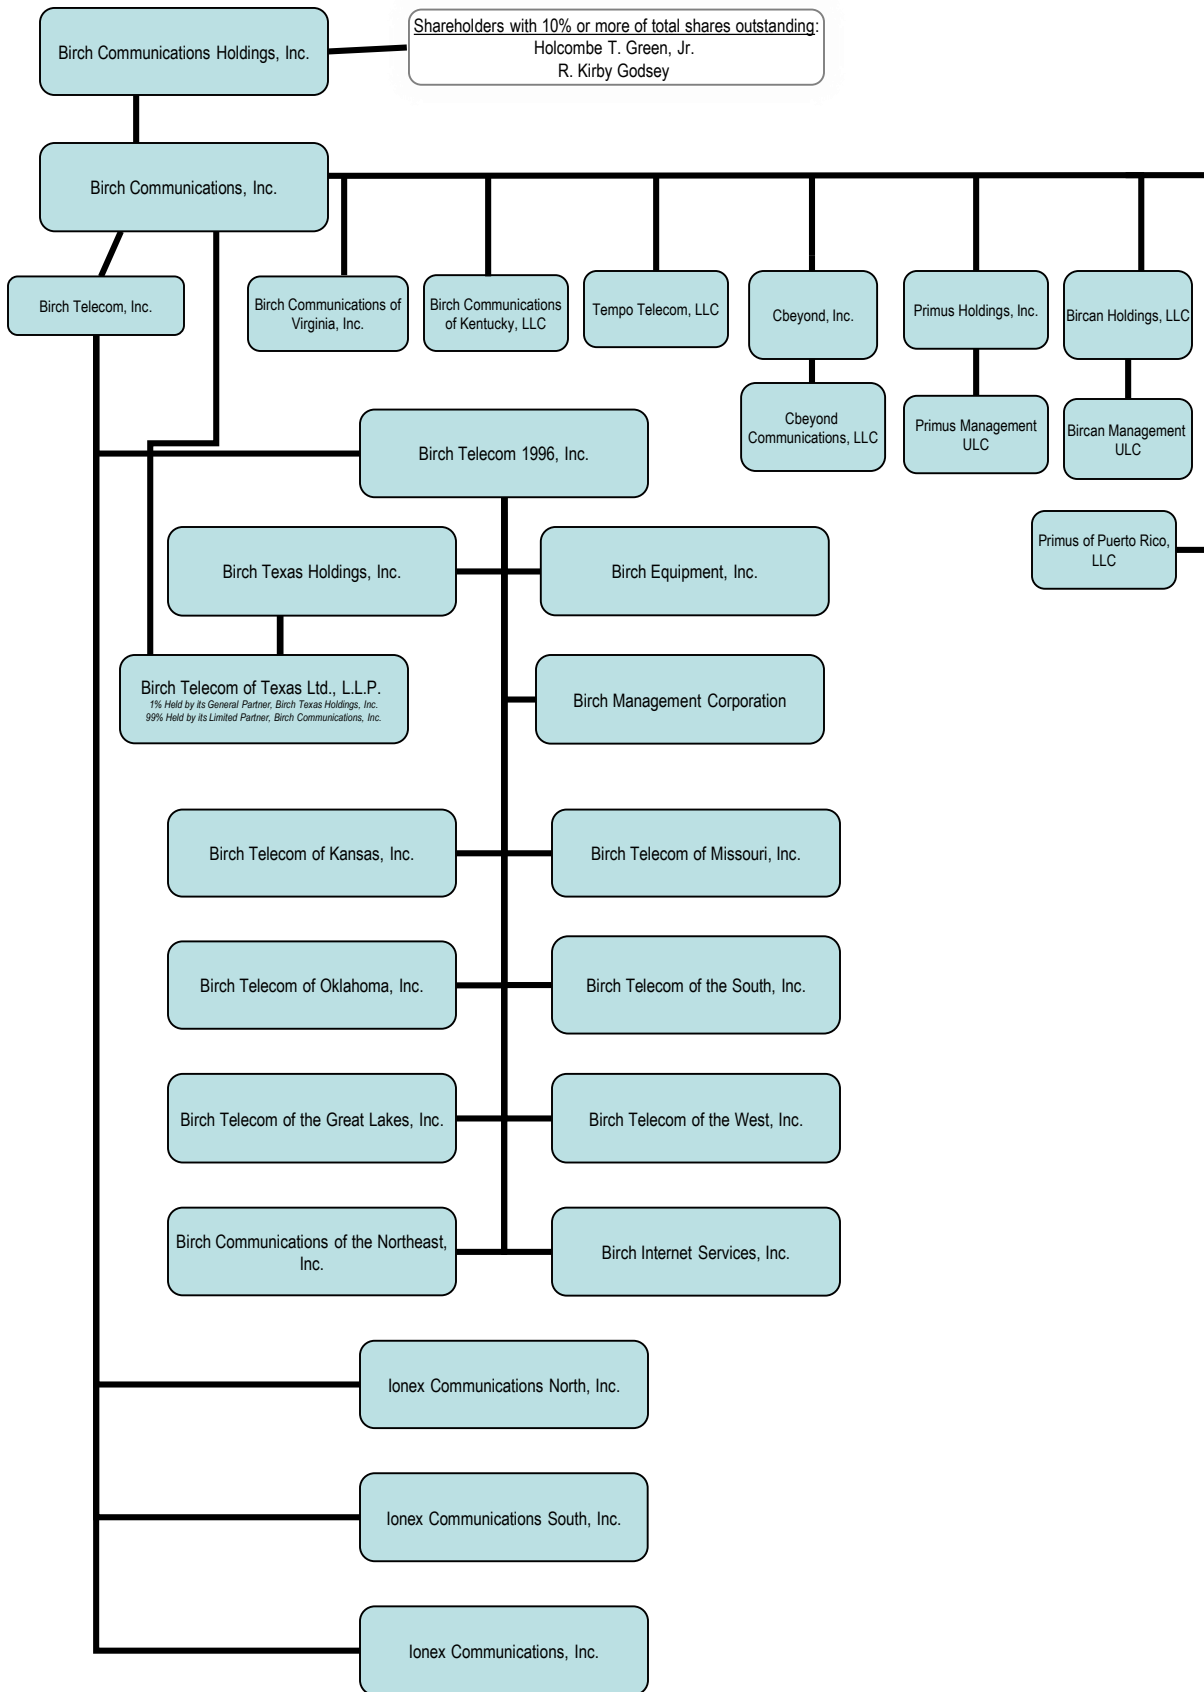 Shareholders with 10% or more of total shares outstanding:
Holcombe T. Green, Jr.
R. Kirby Godsey
Birch Communications Holdings, Inc.
Birch Communications, Inc.
Birch Telecom, Inc.
Birch Communications of
Virginia, Inc.
Birch Communications
of Kentucky, LLC
Tempo Telecom, LLC
Cbeyond, Inc.
Primus Holdings, Inc.
Bircan Holdings, LLC
Cbeyond
Communications, LLC
Primus Management
ULC
Bircan Management
ULC
Birch Telecom 1996, Inc.
Primus of Puerto Rico,
LLC
Birch Texas Holdings, Inc.
Birch Equipment, Inc.
Birch Telecom of Texas Ltd., L.L.P.
1% Held by its General Partner, Birch Texas Holdings, Inc.
99% Held by its Limited Partner, Birch Communications, Inc.
Birch Management Corporation
Birch Telecom of Kansas, Inc.
Birch Telecom of Missouri, Inc.
Birch Telecom of Oklahoma, Inc.
Birch Telecom of the South, Inc.
Birch Telecom of the Great Lakes, Inc.
Birch Telecom of the West, Inc.
Birch Communications of the Northeast,
Inc.
Birch Internet Services, Inc.
Ionex Communications North, Inc.
Ionex Communications South, Inc.
Ionex Communications, Inc.